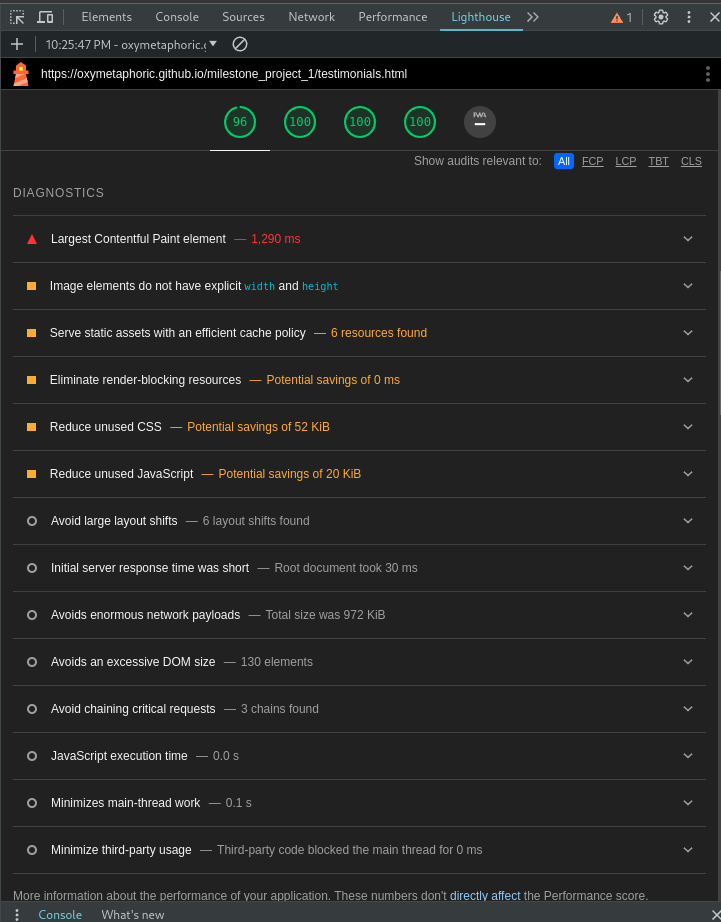 Elements Console Sources Network Performance Lighthouse 1
10:25:47 PM - oxymetaphoric.g
https://oxymetaphoric.github.io/milestone_project_1/testimonials.html
96 100 100 100 PWA
Show audits relevant to: All FCP LCP TBT CLS
DIAGNOSTICS
Largest Contentful Paint element — 1,290 ms
Image elements do not have explicit width and height
Serve static assets with an efficient cache policy — 6 resources found
Eliminate render-blocking resources — Potential savings of 0 ms
Reduce unused CSS — Potential savings of 52 KiB
Reduce unused JavaScript — Potential savings of 20 KiB
Avoid large layout shifts — 6 layout shifts found
Initial server response time was short — Root document took 30 ms
Avoids enormous network payloads — Total size was 972 KiB
Avoids an excessive DOM size — 130 elements
Avoid chaining critical requests — 3 chains found
JavaScript execution time — 0.0 s
Minimizes main-thread work — 0.1 s
Minimize third-party usage — Third-party code blocked the main thread for 0 ms
More information about the performance of your application. These numbers don't directly affect the Performance score.
Console What's new